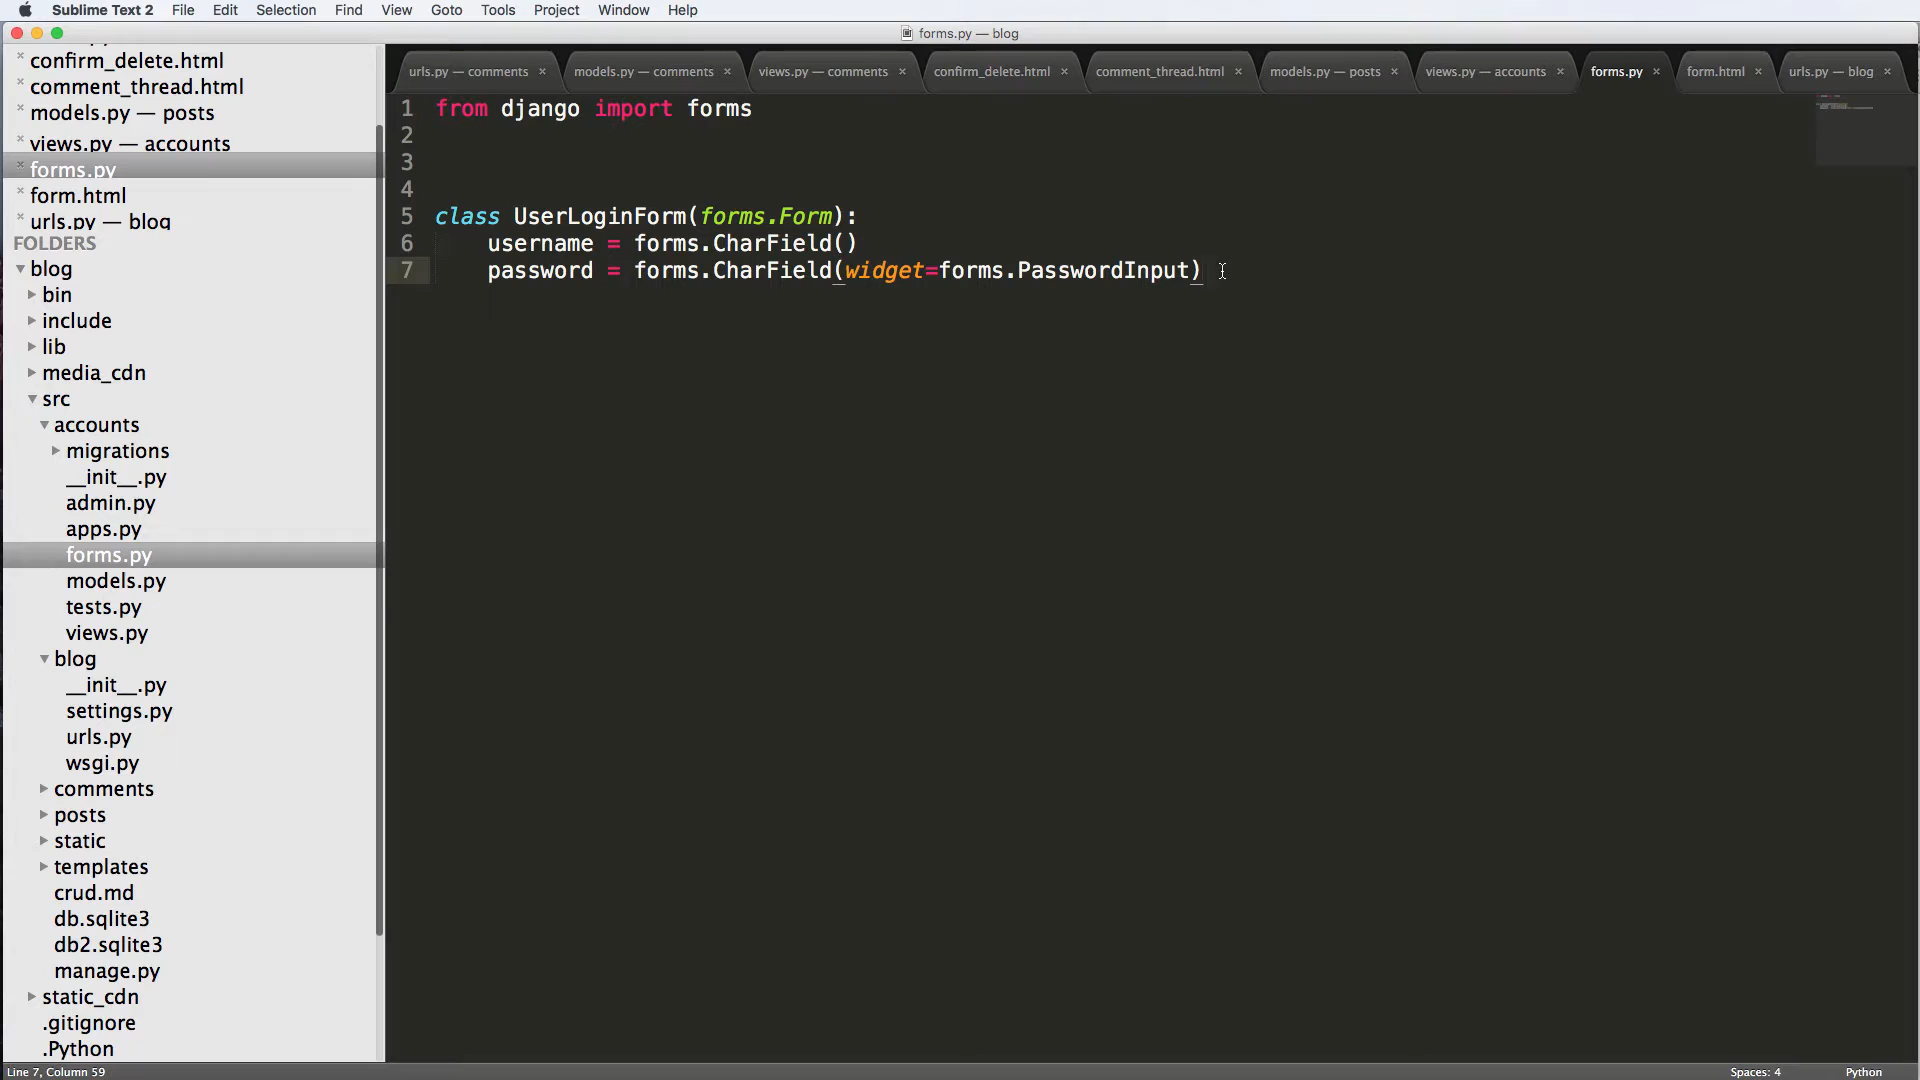 Sublime Text 2 File Edit Selection Find View Goto Tools Project Window Help
forms.py — blog
urls.py — comments × models.py — comments × views.py — comments × confirm_delete.html × comment_thread.html × models.py — posts × views.py — accounts × forms.py × form.html × urls.py — blog ×
× confirm_delete.html
× comment_thread.html
× models.py — posts
× views.py — accounts
× forms.py
× form.html
× urls.py — blog
FOLDERS
blog
bin
include
lib
media_cdn
src
accounts
migrations
__init__.py
admin.py
apps.py
forms.py
models.py
tests.py
views.py
blog
__init__.py
settings.py
urls.py
wsgi.py
comments
posts
static
templates
crud.md
db.sqlite3
db2.sqlite3
manage.py
static_cdn
.gitignore
.Python
1 from django import forms
2
3
4
5 class UserLoginForm(forms.Form):
6 username = forms.CharField()
7 password = forms.CharField(widget=forms.PasswordInput)
Line 7, Column 59
Spaces: 4
Python